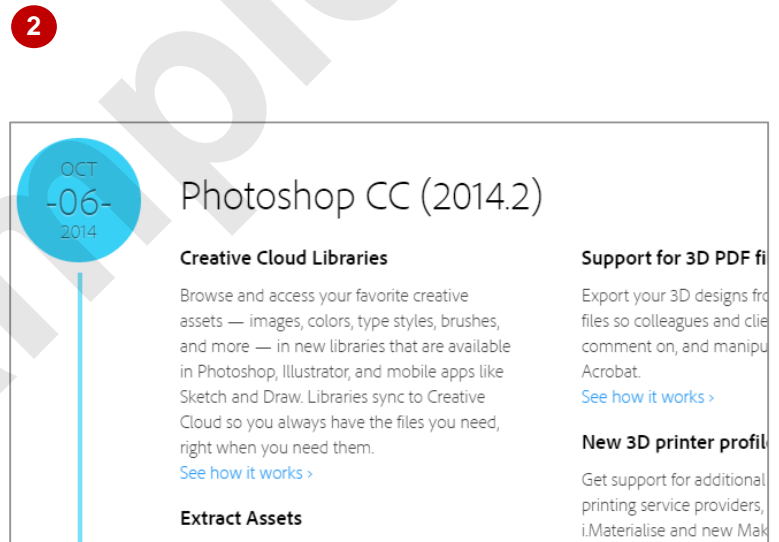 2
OCT
-06-
2014
Photoshop CC (2014.2)
Creative Cloud Libraries
Browse and access your favorite creative
assets — images, colors, type styles, brushes,
and more — in new libraries that are available
in Photoshop, Illustrator, and mobile apps like
Sketch and Draw. Libraries sync to Creative
Cloud so you always have the files you need,
right when you need them.
See how it works ›
Extract Assets
Support for 3D PDF
Export your 3D designs
files so colleagues and
comment on, and
Acrobat.
See how it works ›
New 3D printer
Get support for additional
printing service providers,
i.Materialise and new